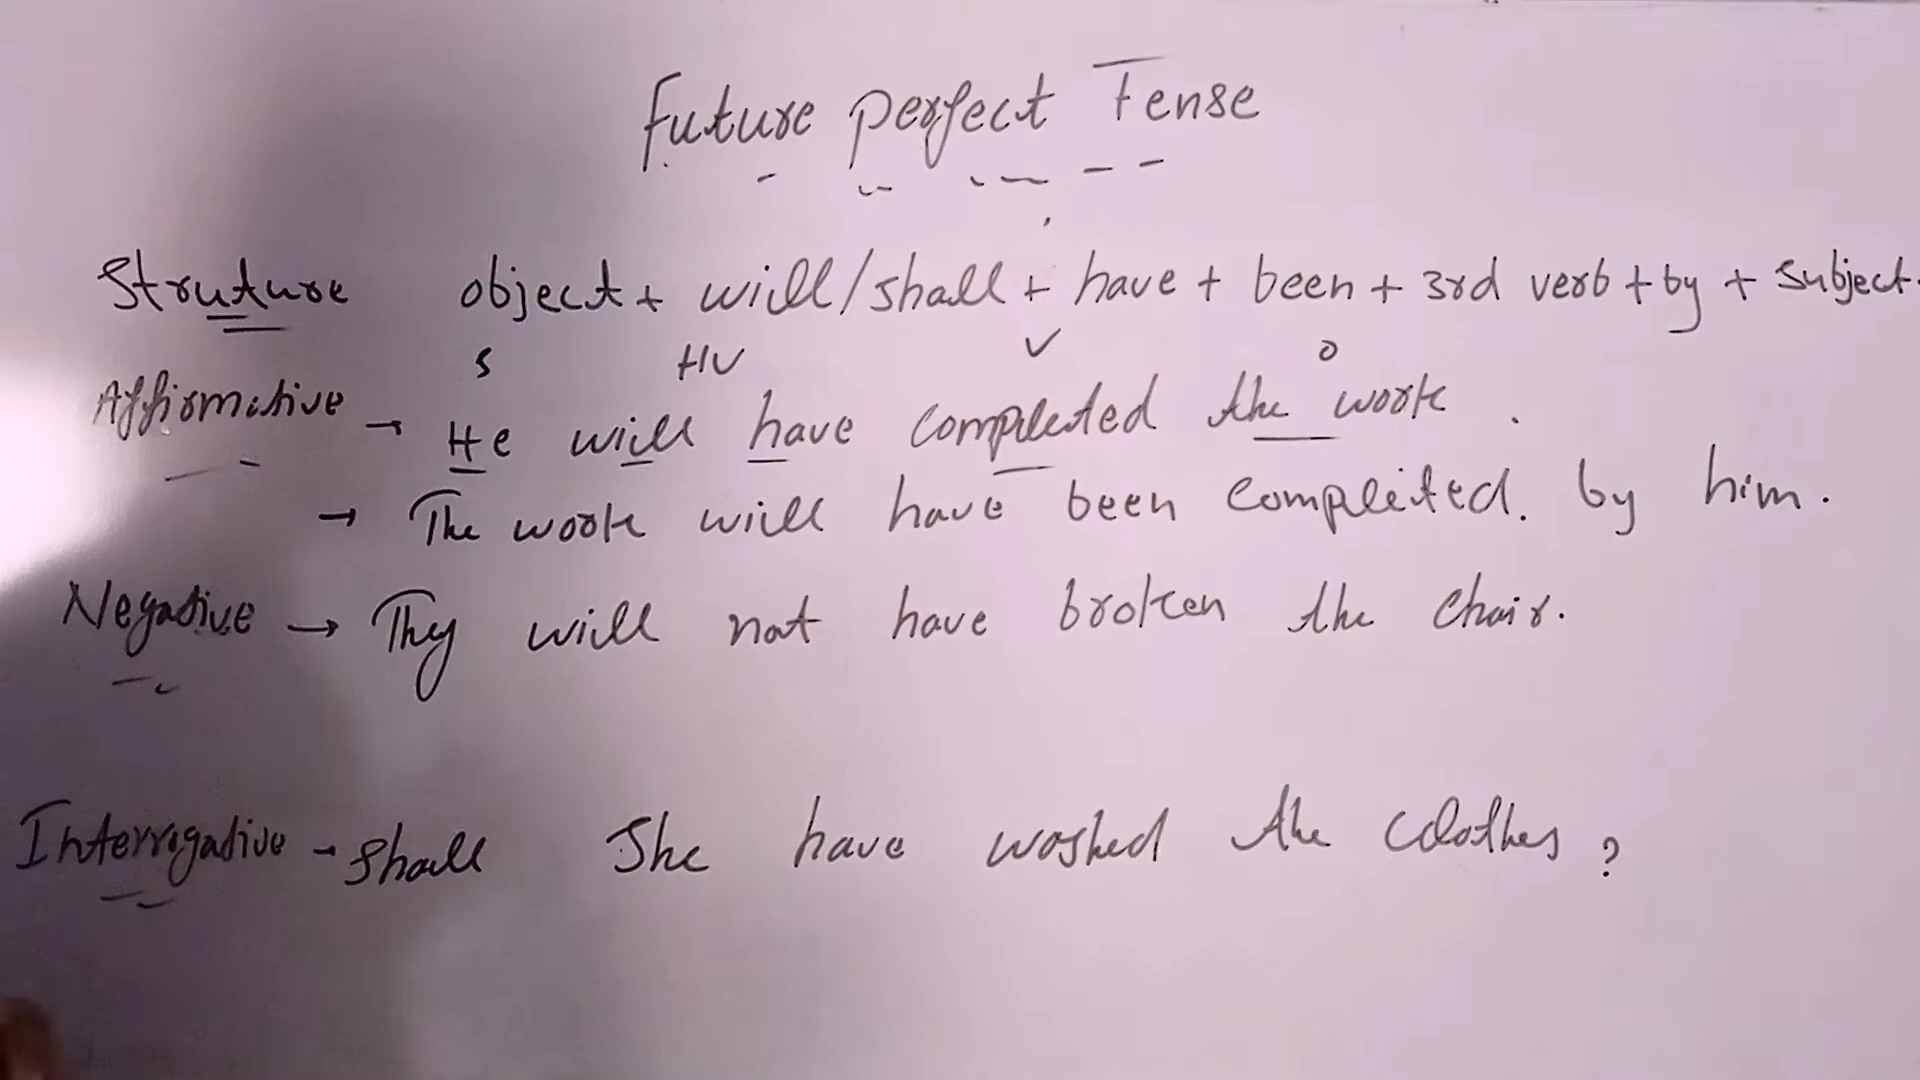 Future perfect Tense
Struture object + will/shall + have + been + 3rd verb + by + Subject.
S HV V O
Affirmative → He will have completed the work.
→ The work will have been compleited. by him.
Negative → They will not have broken the chair.
Interrogative - Shall She have washed the clothes?